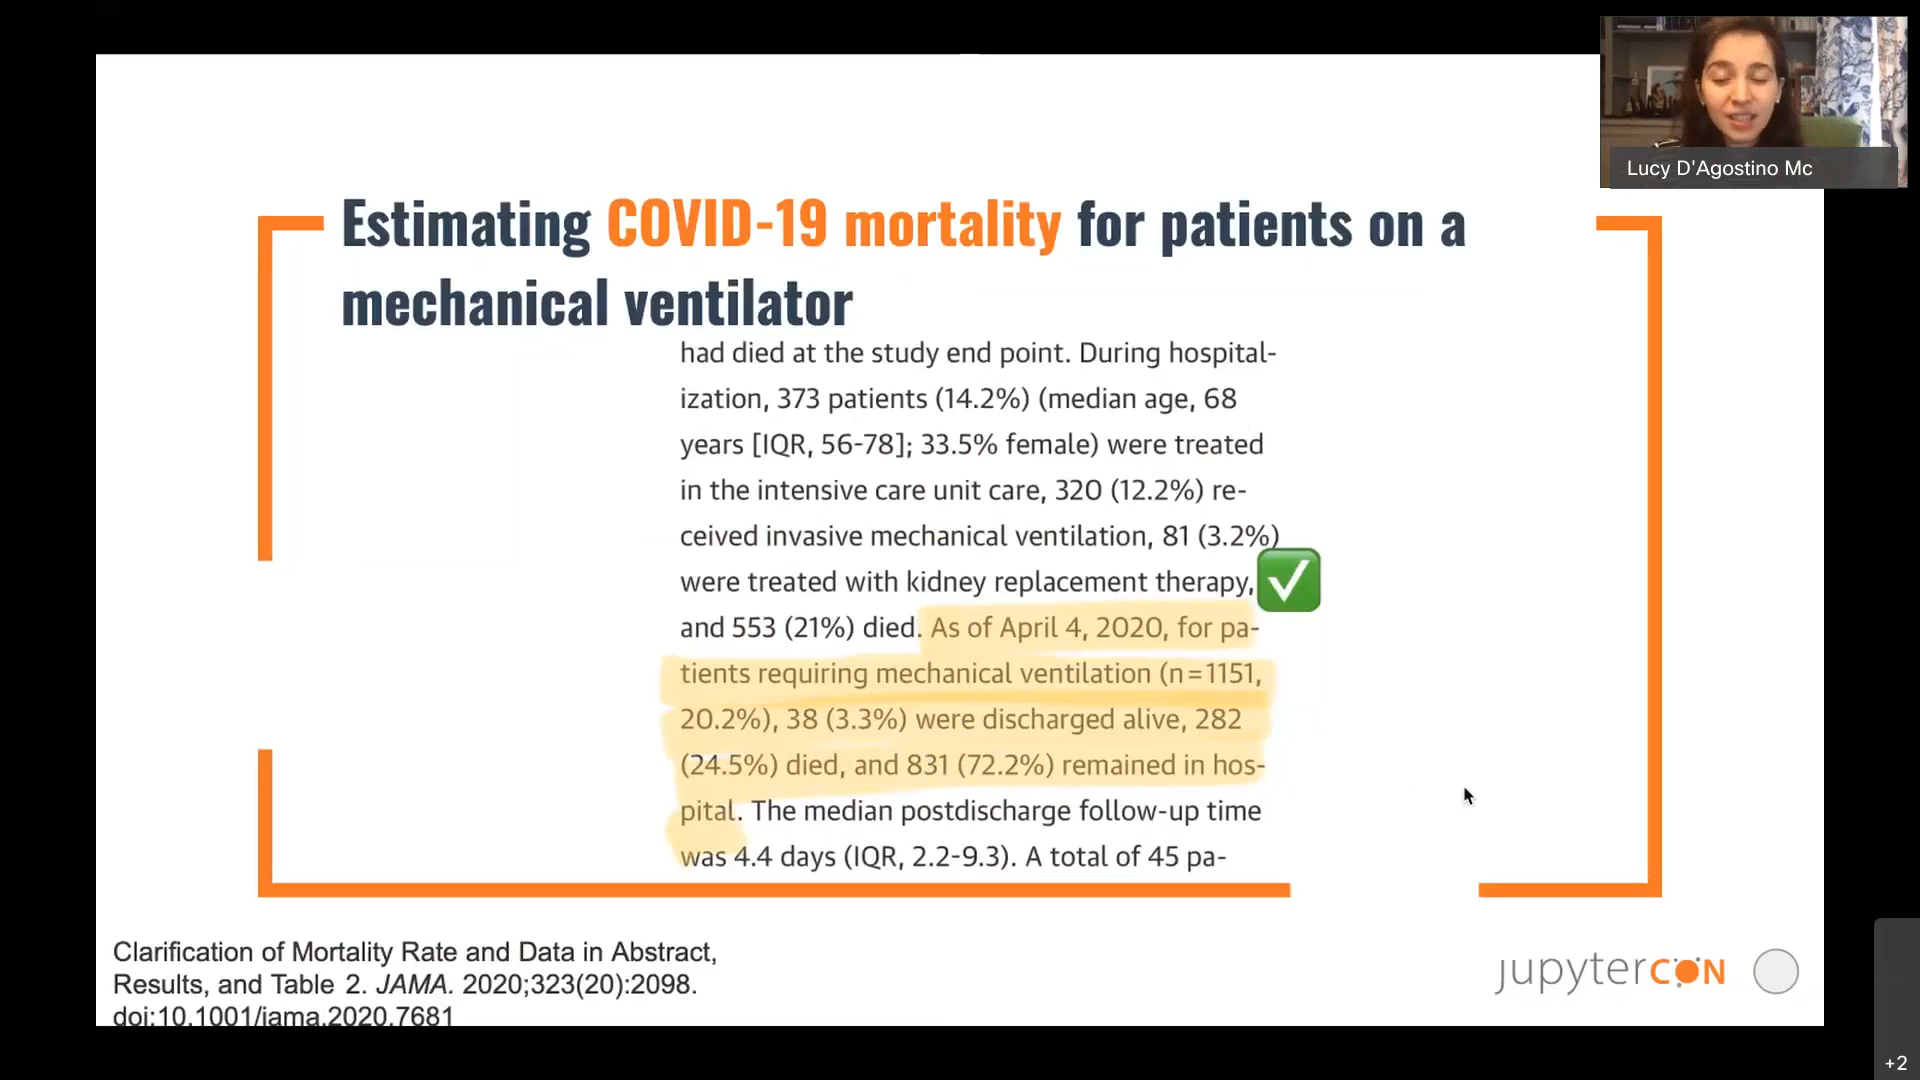 Lucy D'Agostino Mc
Estimating COVID-19 mortality for patients on a
mechanical ventilator
had died at the study end point. During hospital-
ization, 373 patients (14.2%) (median age, 68
years [IQR, 56-78]; 33.5% female) were treated
in the intensive care unit care, 320 (12.2%) re-
ceived invasive mechanical ventilation, 81 (3.2%)
were treated with kidney replacement therapy,
and 553 (21%) died. As of April 4, 2020, for pa-
tients requiring mechanical ventilation (n=1151,
20.2%), 38 (3.3%) were discharged alive, 282
(24.5%) died, and 831 (72.2%) remained in hos-
pital. The median postdischarge follow-up time
was 4.4 days (IQR, 2.2-9.3). A total of 45 pa-
Clarification of Mortality Rate and Data in Abstract,
Results, and Table 2. JAMA. 2020;323(20):2098.
doi:10.1001/jama.2020.7681
jupytercon
+2